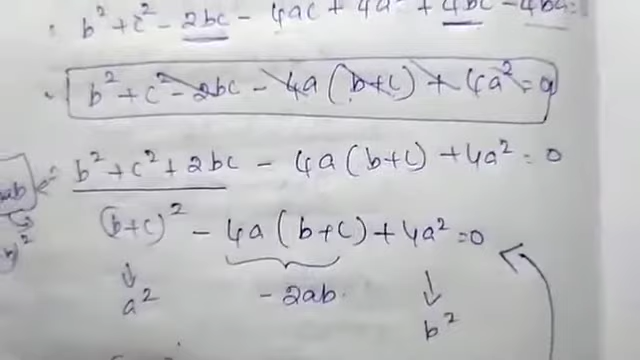 b² + c² - 2bc - 4ac + 4a² + 4bc - 4ba =
b² + c² - 2bc - 4a (b+c) + 4a² = 0
b² + c² + 2bc - 4a (b+c) + 4a² = 0
(b+c)² - 4a (b+c) + 4a² = 0
a² - 2ab b²